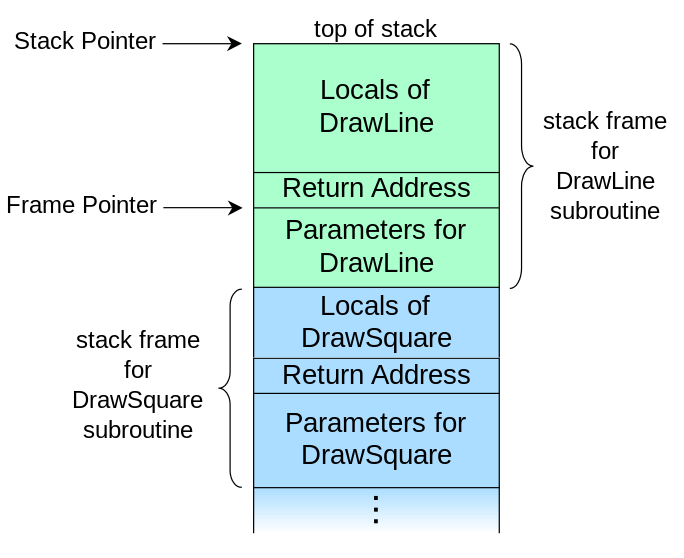 top of stack
Stack Pointer
Locals of
DrawLine
stack frame
for
DrawLine
subroutine
Return Address
Frame Pointer
Parameters for
DrawLine
Locals of
DrawSquare
stack frame
for
DrawSquare
subroutine
Return Address
Parameters for
DrawSquare
⋮